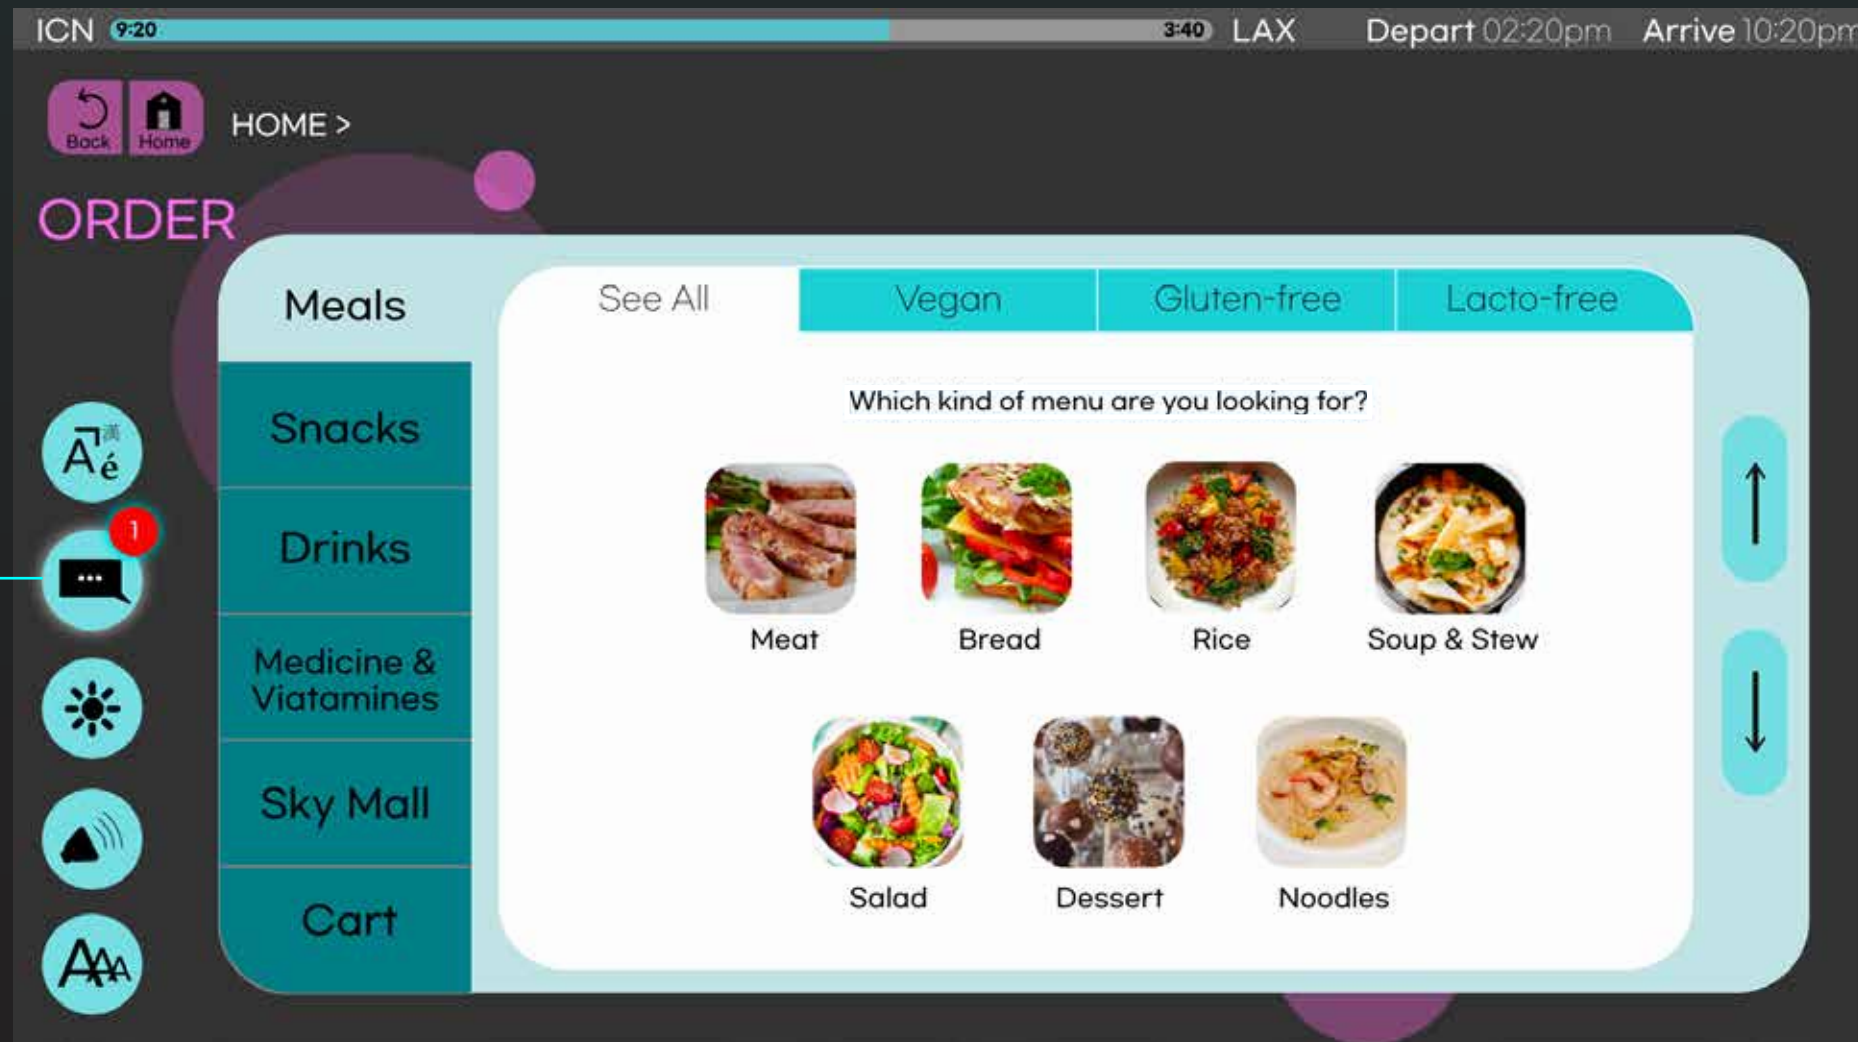 ICN 9:20 3:40 LAX Depart 02:20pm Arrive 10:20pm
Back Home HOME >
ORDER
Meals
Snacks
Drinks
Medicine &
Viatamines
Sky Mall
Cart
See All Vegan Gluten-free Lacto-free
Which kind of menu are you looking for?
Meat Bread Rice Soup & Stew
Salad Dessert Noodles
A é 漢
1
AAA